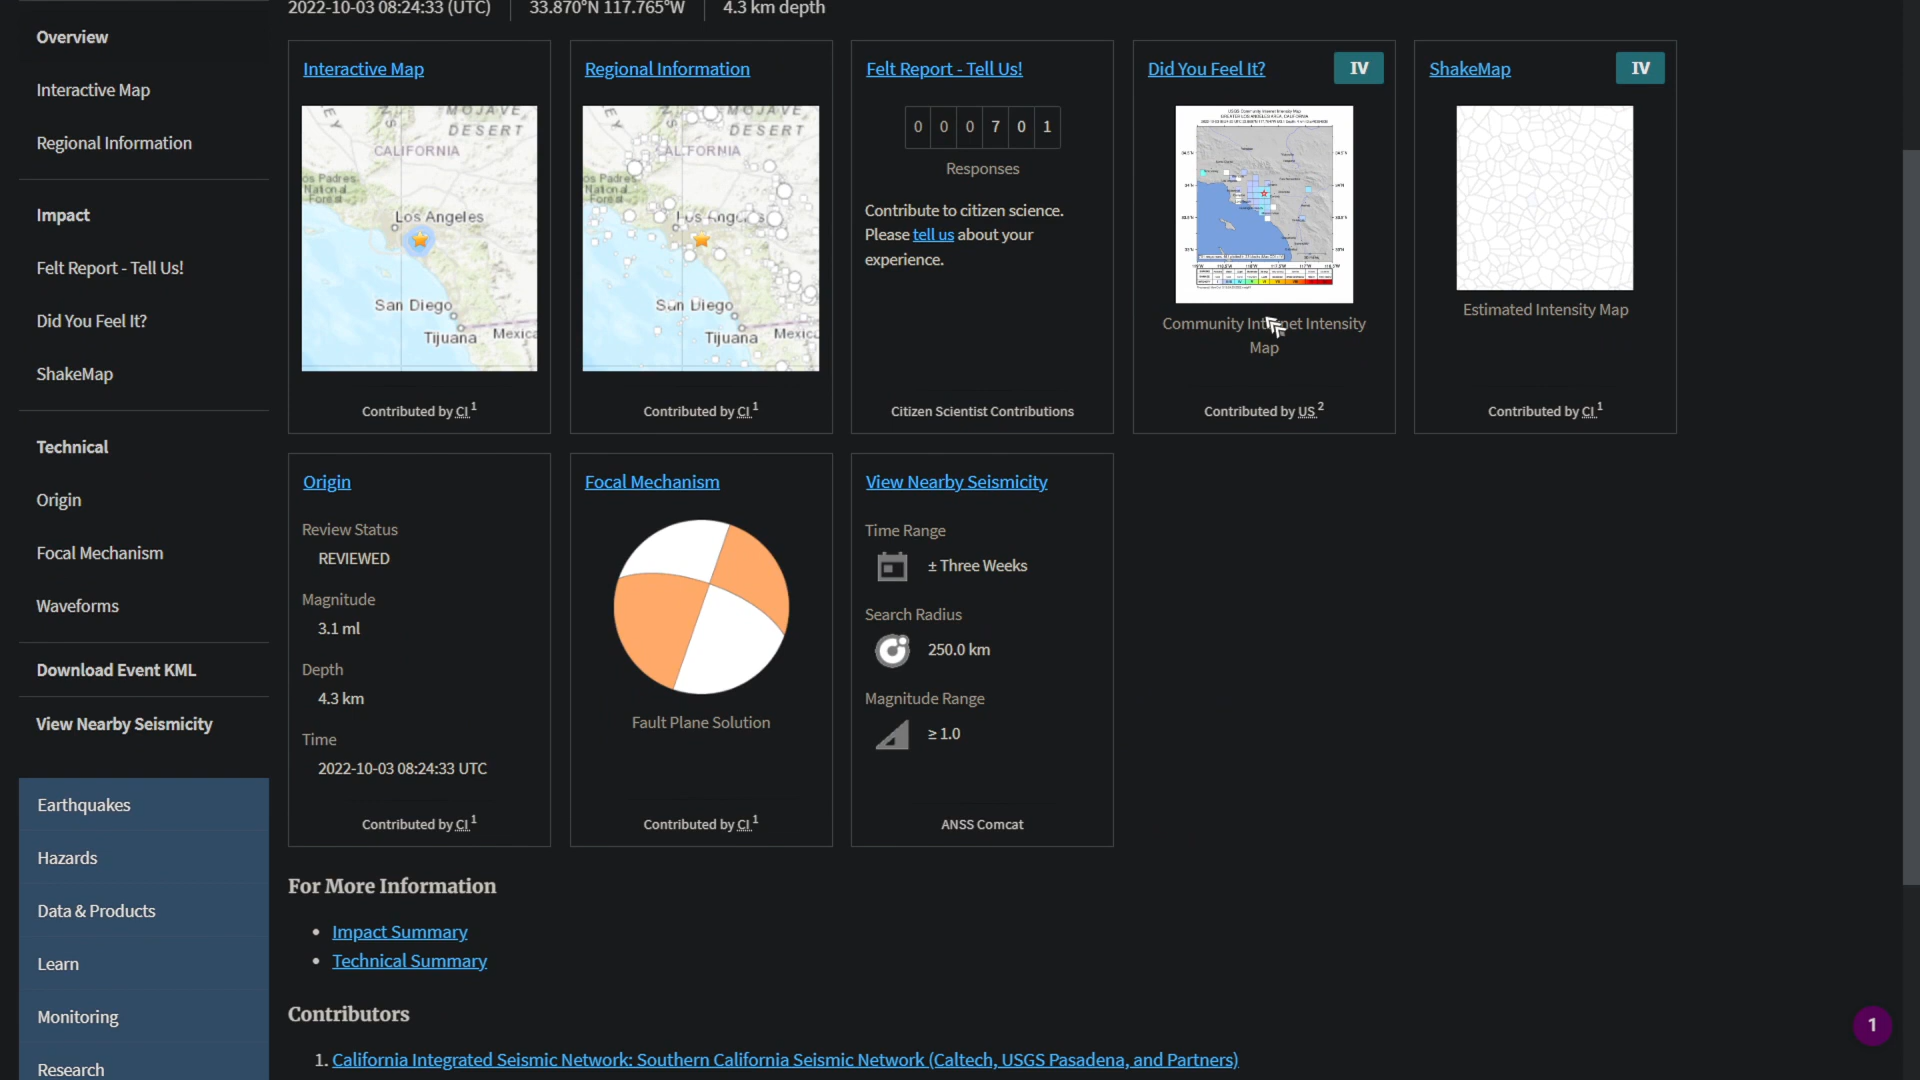 2022-10-03 08:24:33 (UTC)
33.870°N 117.765°W
4.3 km depth
Overview
Interactive Map
Regional Information
Impact
Felt Report - Tell Us!
Did You Feel It?
ShakeMap
Technical
Origin
Focal Mechanism
Waveforms
Download Event KML
View Nearby Seismicity
Earthquakes
Hazards
Data & Products
Learn
Monitoring
Research
Interactive Map
MOJAVE
DESERT
CALIFORNIA
os Padres
National
Forest
Los Angeles
San Diego
Tijuana
Mexic
Contributed by CI 1
Regional Information
MOJAVE
DESERT
os Padres
National
Tijuana
Mexic
Contributed by CI 1
Felt Report - Tell Us!
0 0 0 7 0 1
Responses
Contribute to citizen science.
Please tell us about your
experience.
Citizen Scientist Contributions
Did You Feel It?
IV
Community Internet Intensity
Map
Contributed by US 2
ShakeMap
IV
Estimated Intensity Map
Contributed by CI 1
Origin
Review Status
REVIEWED
Magnitude
3.1 ml
Depth
4.3 km
Time
2022-10-03 08:24:33 UTC
Contributed by CI 1
Focal Mechanism
Fault Plane Solution
Contributed by CI 1
View Nearby Seismicity
Time Range
± Three Weeks
Search Radius
250.0 km
Magnitude Range
≥ 1.0
ANSS Comcat
For More Information
• Impact Summary
• Technical Summary
Contributors
1. California Integrated Seismic Network: Southern California Seismic Network (Caltech, USGS Pasadena, and Partners)
1